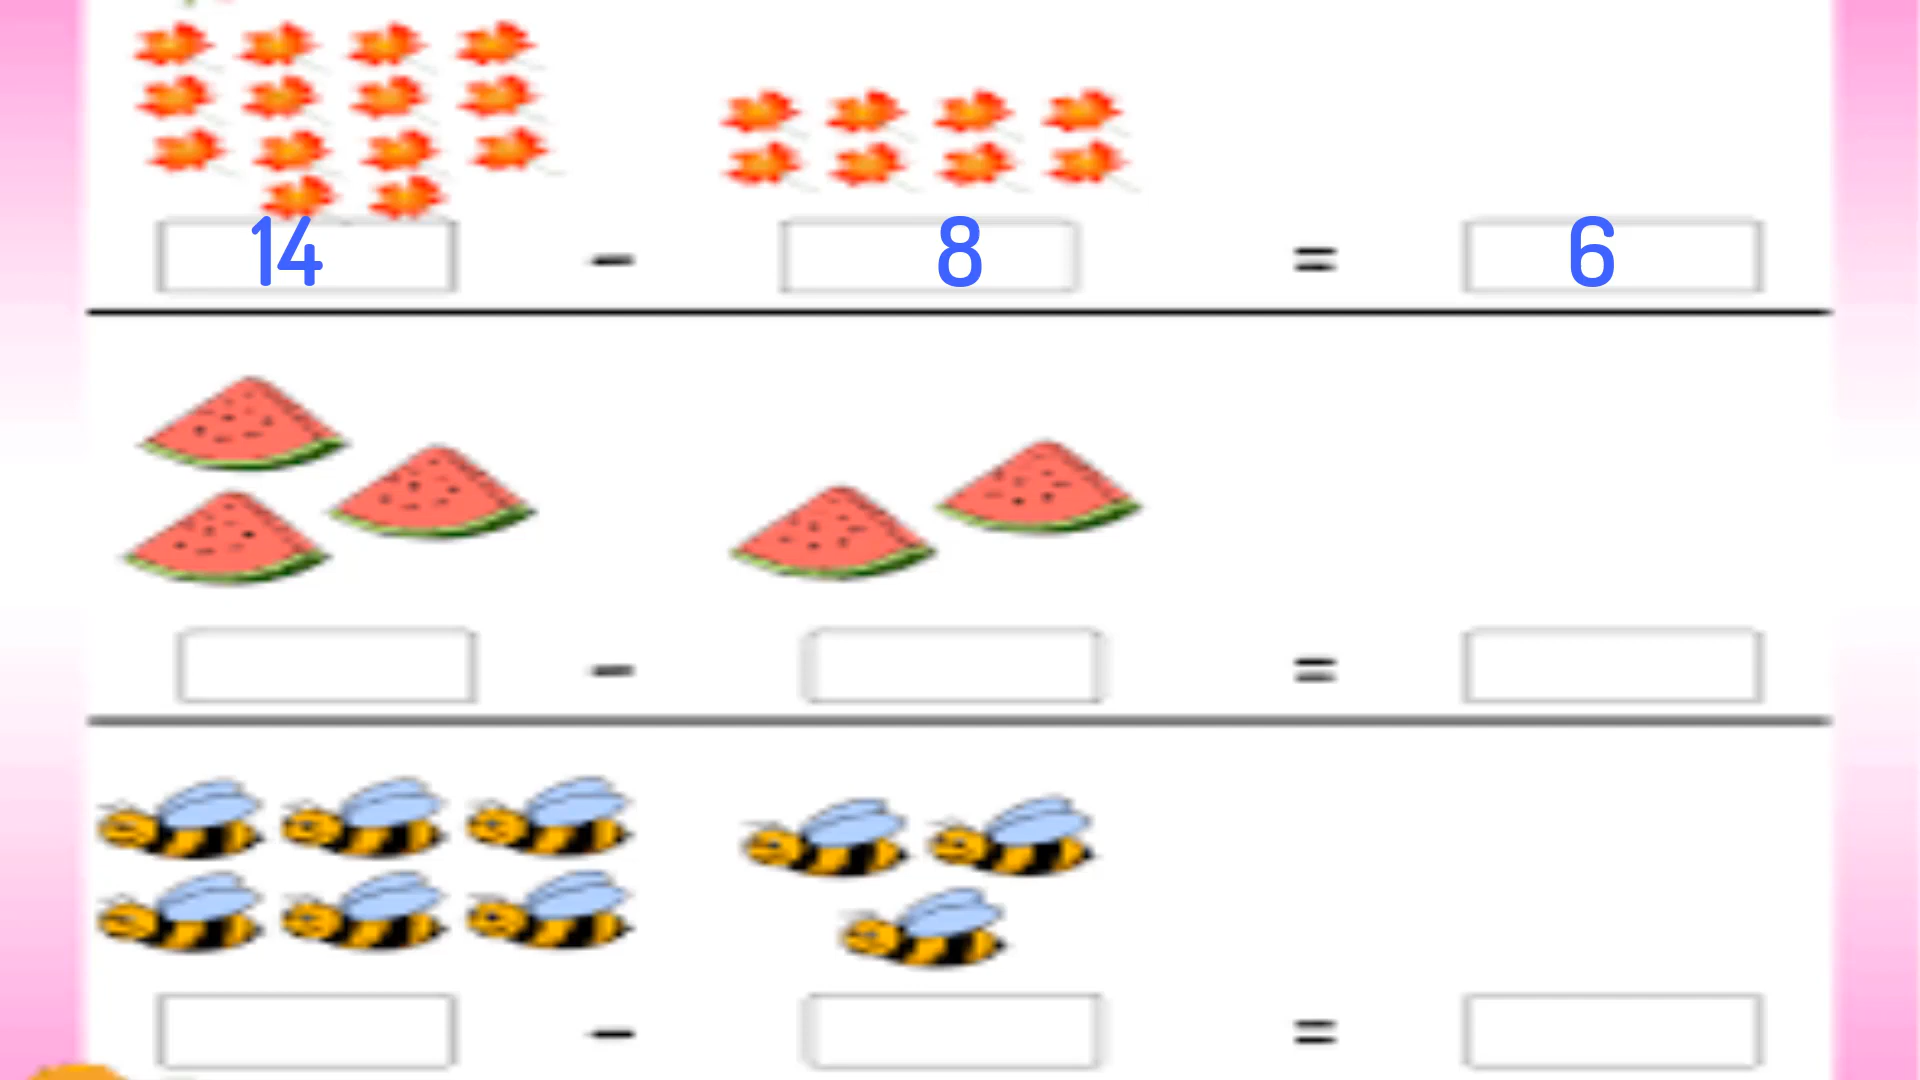 14 - 8 = 6
- =
- =